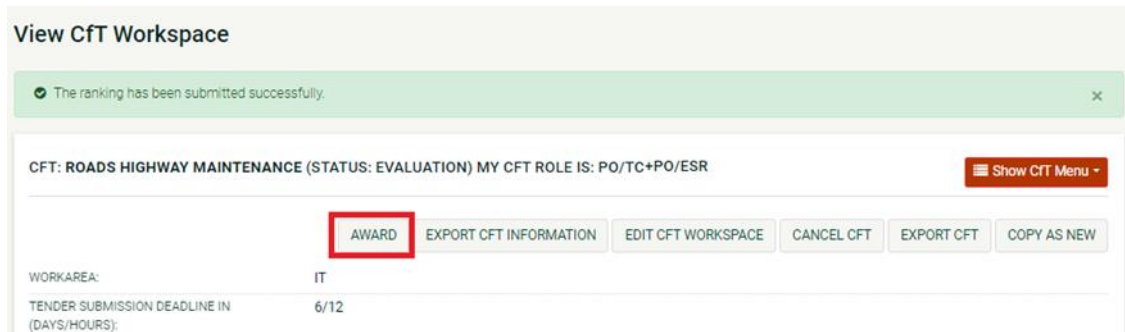 View CfT Workspace
The ranking has been submitted successfully.
×
CFT: ROADS HIGHWAY MAINTENANCE (STATUS: EVALUATION) MY CFT ROLE IS: PO/TC+PO/ESR
Show CfT Menu
AWARD EXPORT CFT INFORMATION EDIT CFT WORKSPACE CANCEL CFT EXPORT CFT COPY AS NEW
WORKAREA: IT
TENDER SUBMISSION DEADLINE IN 6/12
(DAYS/HOURS):